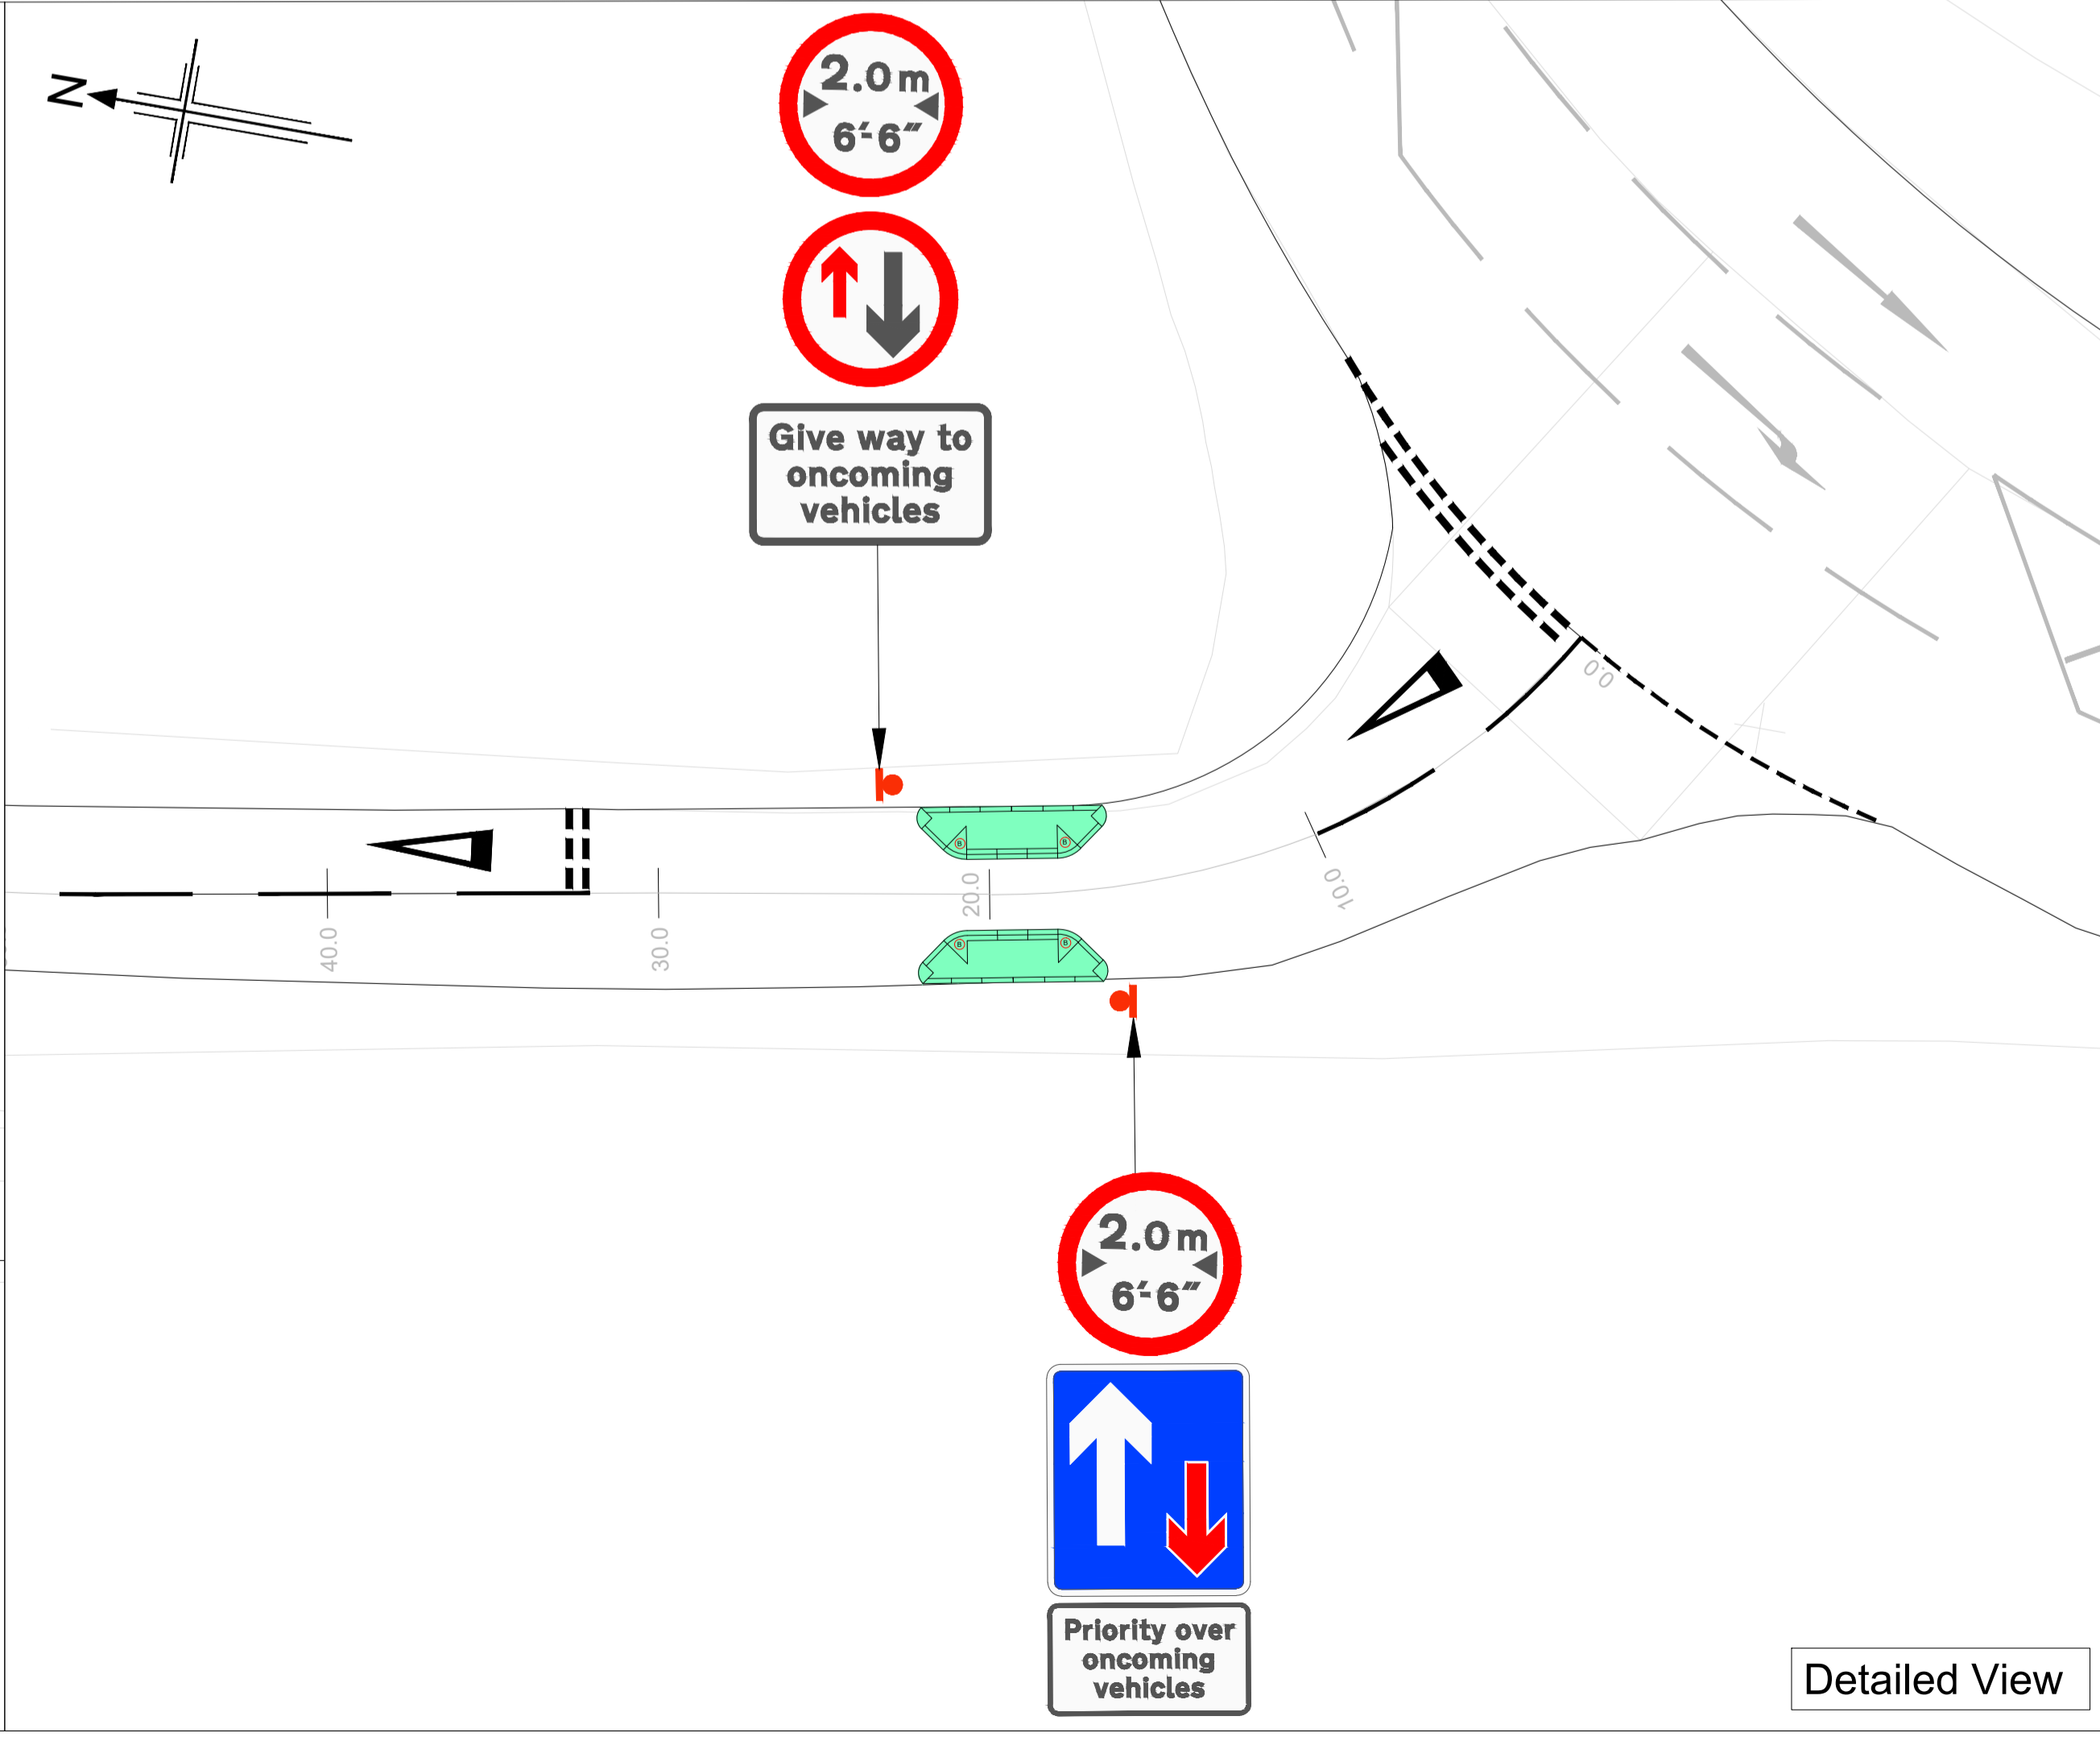 N
2.0m
6'-6"
Give way to
oncoming
vehicles
0.0
10.0
20.0
30.0
40.0
B
B
B
B
2.0m
6'-6"
Priority over
oncoming
vehicles
Detailed View